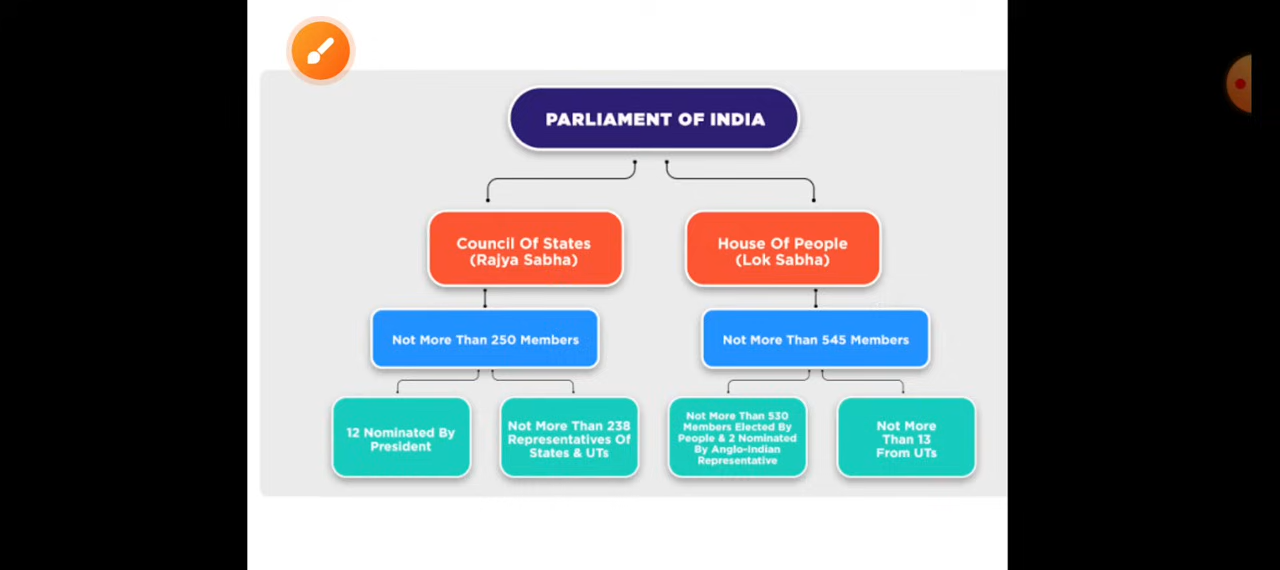 PARLIAMENT OF INDIA
Council Of States
(Rajya Sabha)
House Of People
(Lok Sabha)
Not More Than 250 Members
Not More Than 545 Members
12 Nominated By
President
Not More Than 238
Representatives Of
States & UTs
Not More Than 530
Members Elected By
People & 2 Nominated
By Anglo-Indian
Representative
Not More
Than 13
From UTs